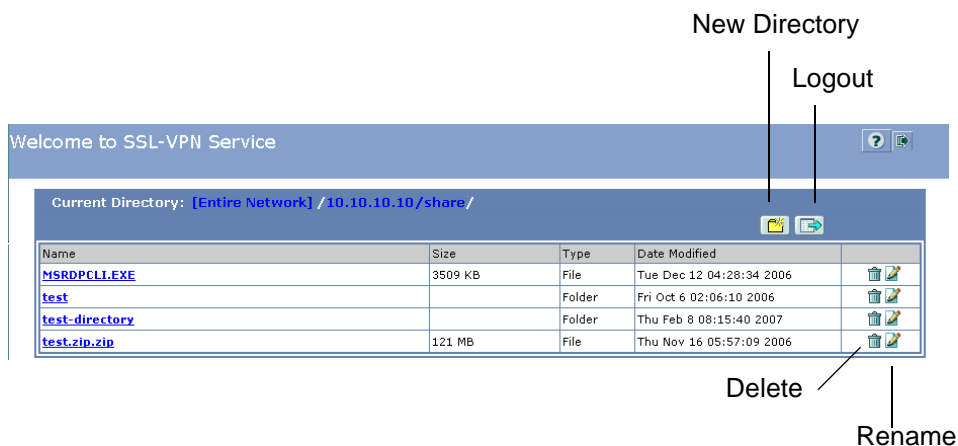 New Directory
Logout
Welcome to SSL-VPN Service
?
Current Directory: [Entire Network] /10.10.10.10/share/
Name Size Type Date Modified
MSRDPCLI.EXE 3509 KB File Tue Dec 12 04:28:34 2006
test Folder Fri Oct 6 02:06:10 2006
test-directory Folder Thu Feb 8 08:15:40 2007
test.zip.zip 121 MB File Thu Nov 16 05:57:09 2006
Delete
Rename